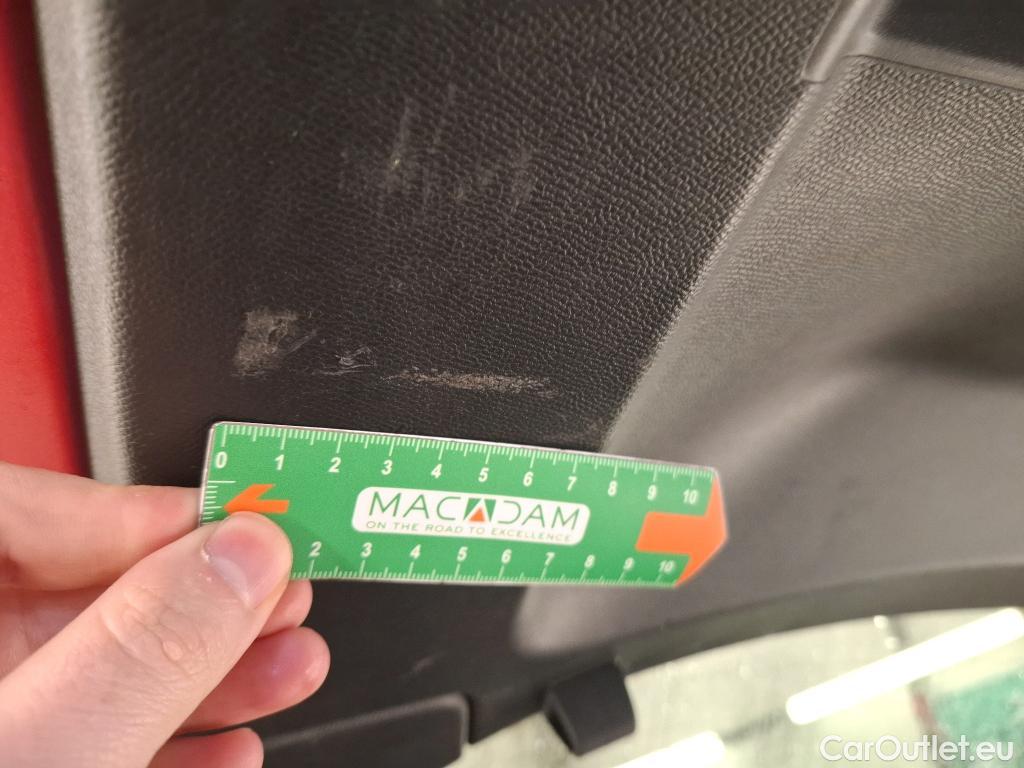 0 1 2 3 4 5 6 7 8 9 10
MACADAM
ON THE ROAD TO EXCELLENCE
2 3 4 5 6 7 8 9 10
CarOutlet.eu